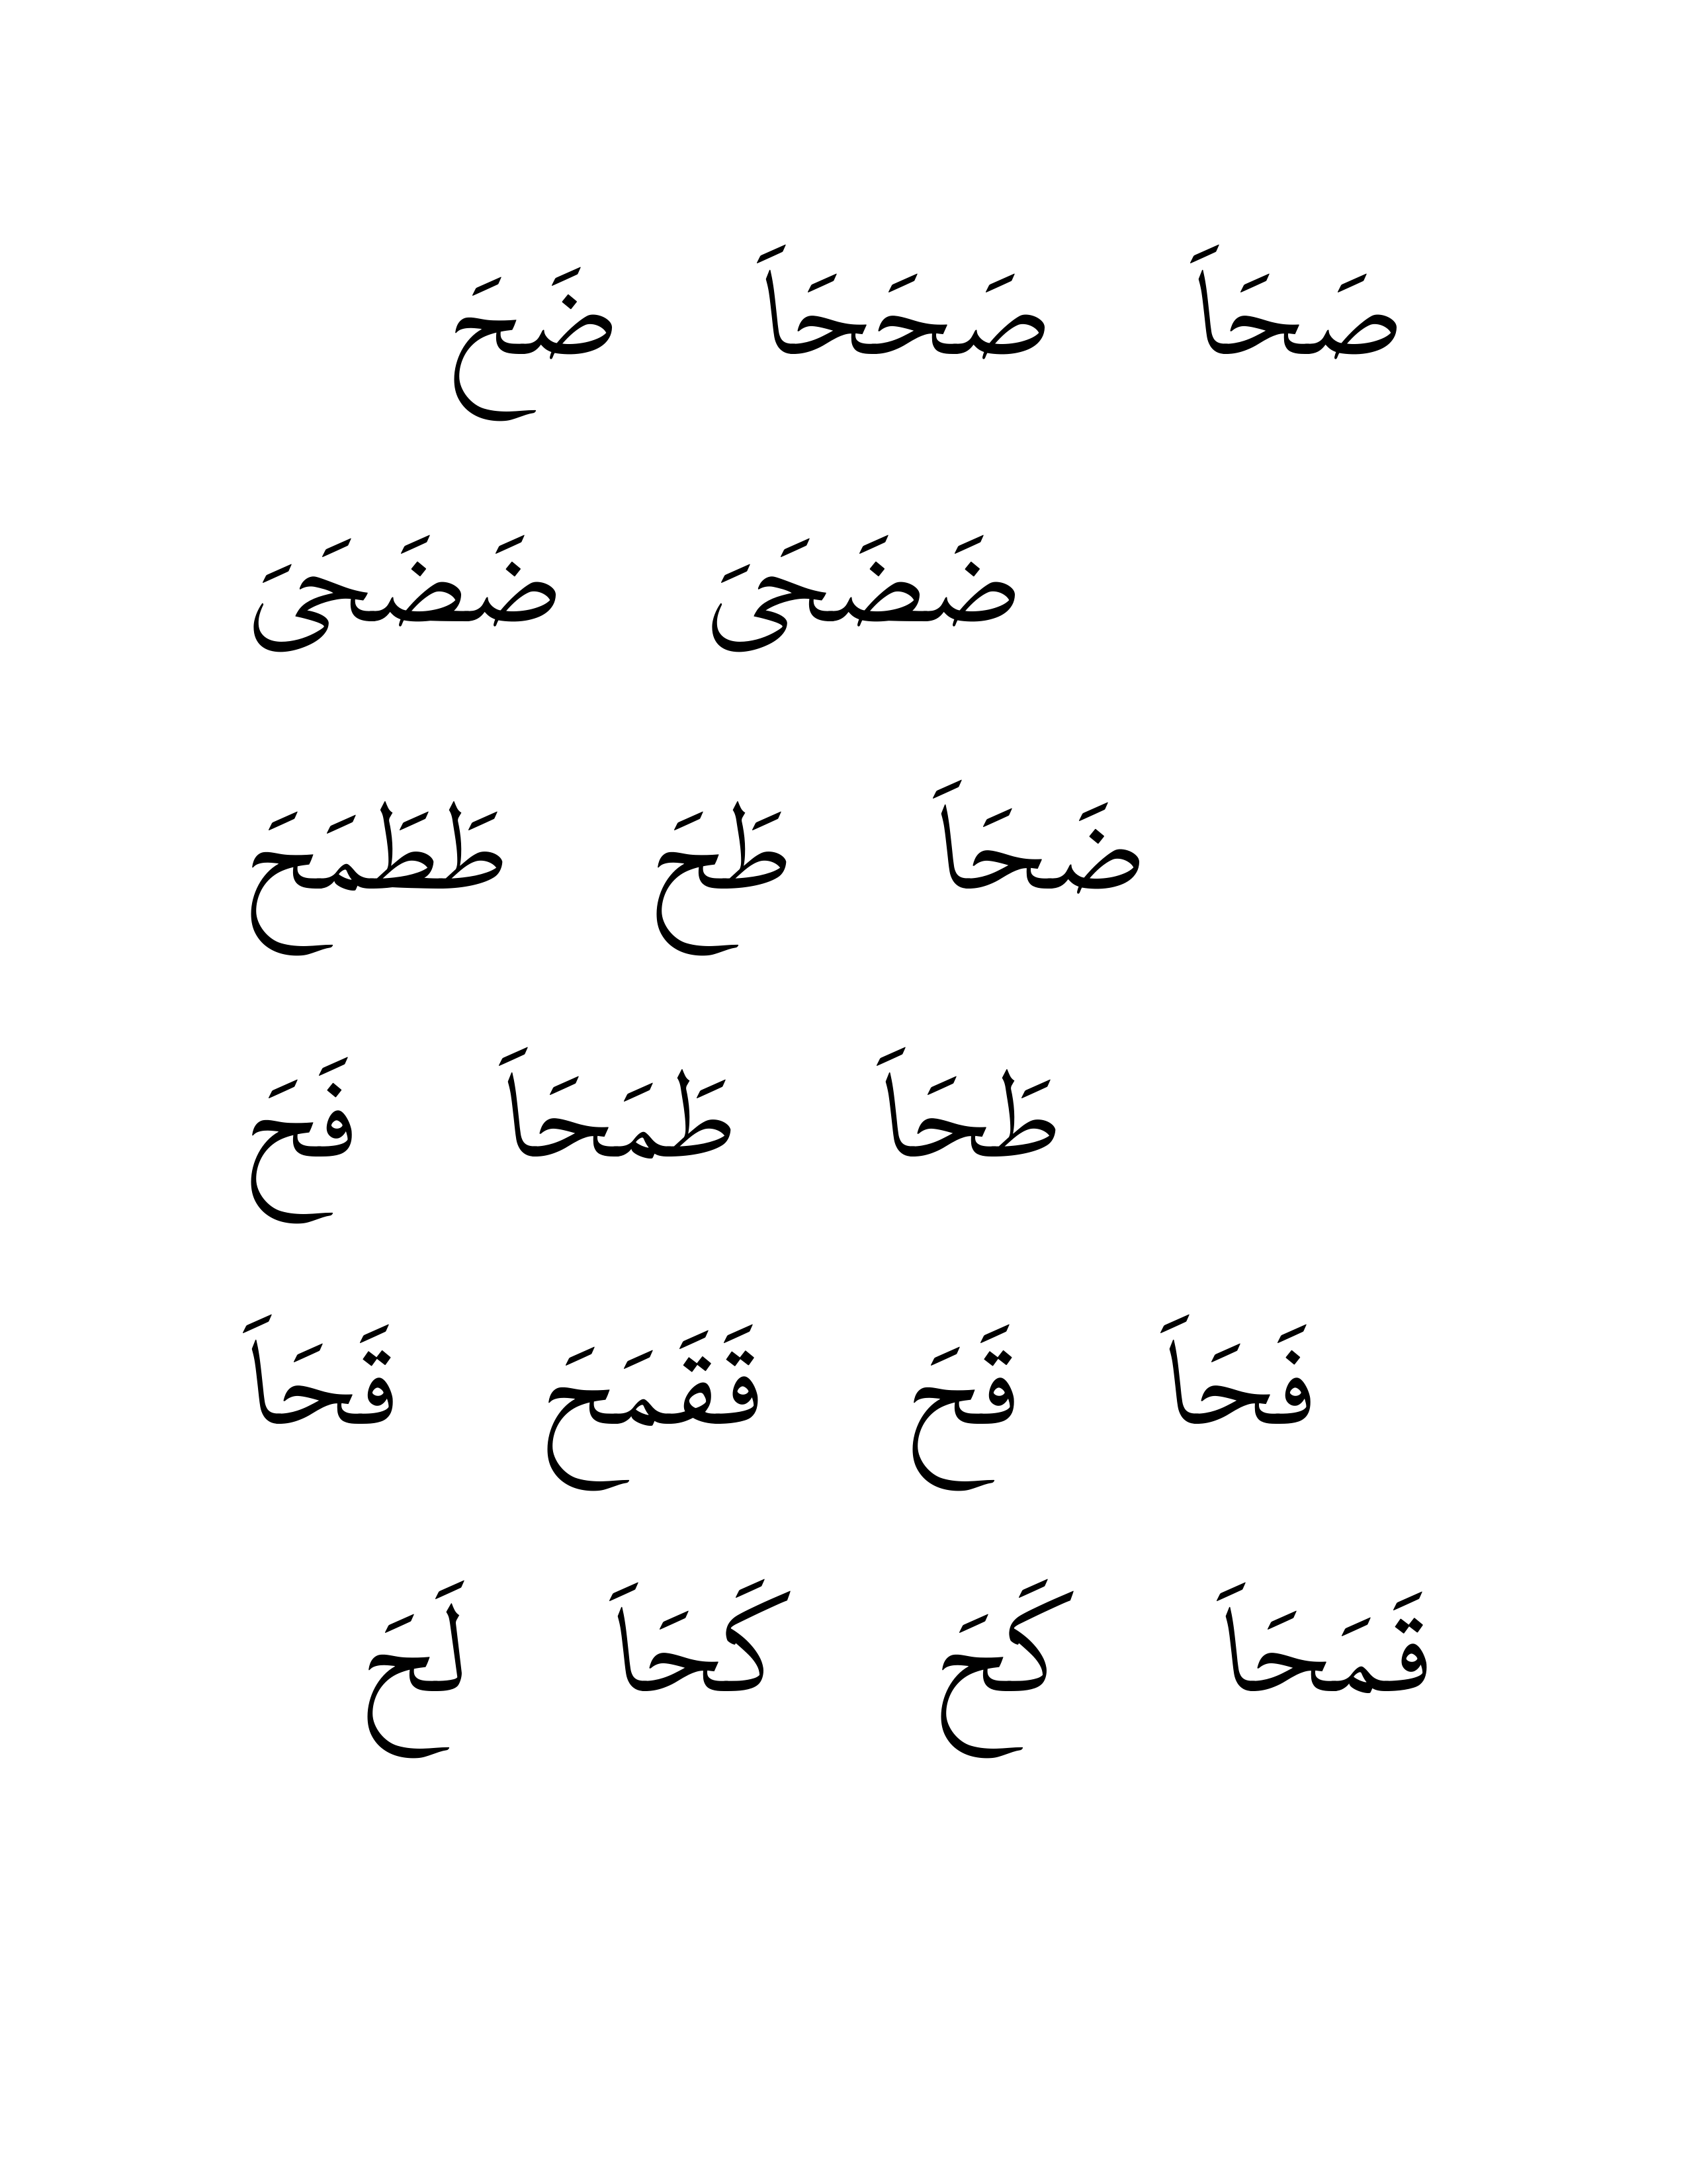 صَحَاَ صَحَحَاَ ضَحَ
ضَضَحَىَ ضَضَحَىَ
ضَحَاَ طَحَ طَطَمَحَ
طَحَاَ طَمَحَاَ فَحَ
فَحَاَ قَحَ قَقَمَحَ قَحَاَ
قَمَحَاَ كَحَ كَحَاَ لَحَ